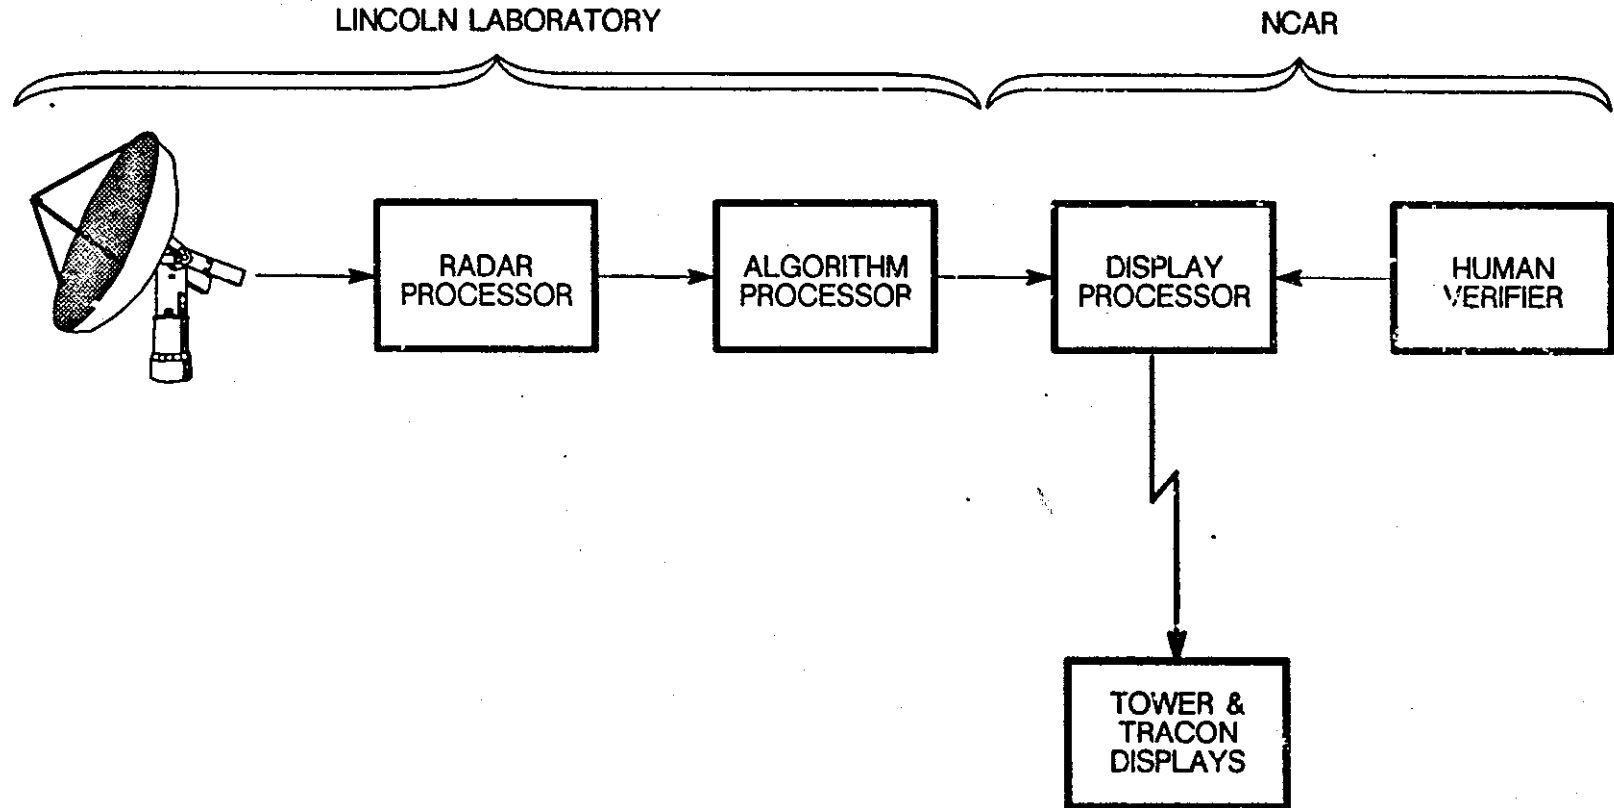 LINCOLN LABORATORY
NCAR
RADAR
PROCESSOR
ALGORITHM
PROCESSOR
DISPLAY
PROCESSOR
HUMAN
VERIFIER
TOWER &
TRACON
DISPLAYS